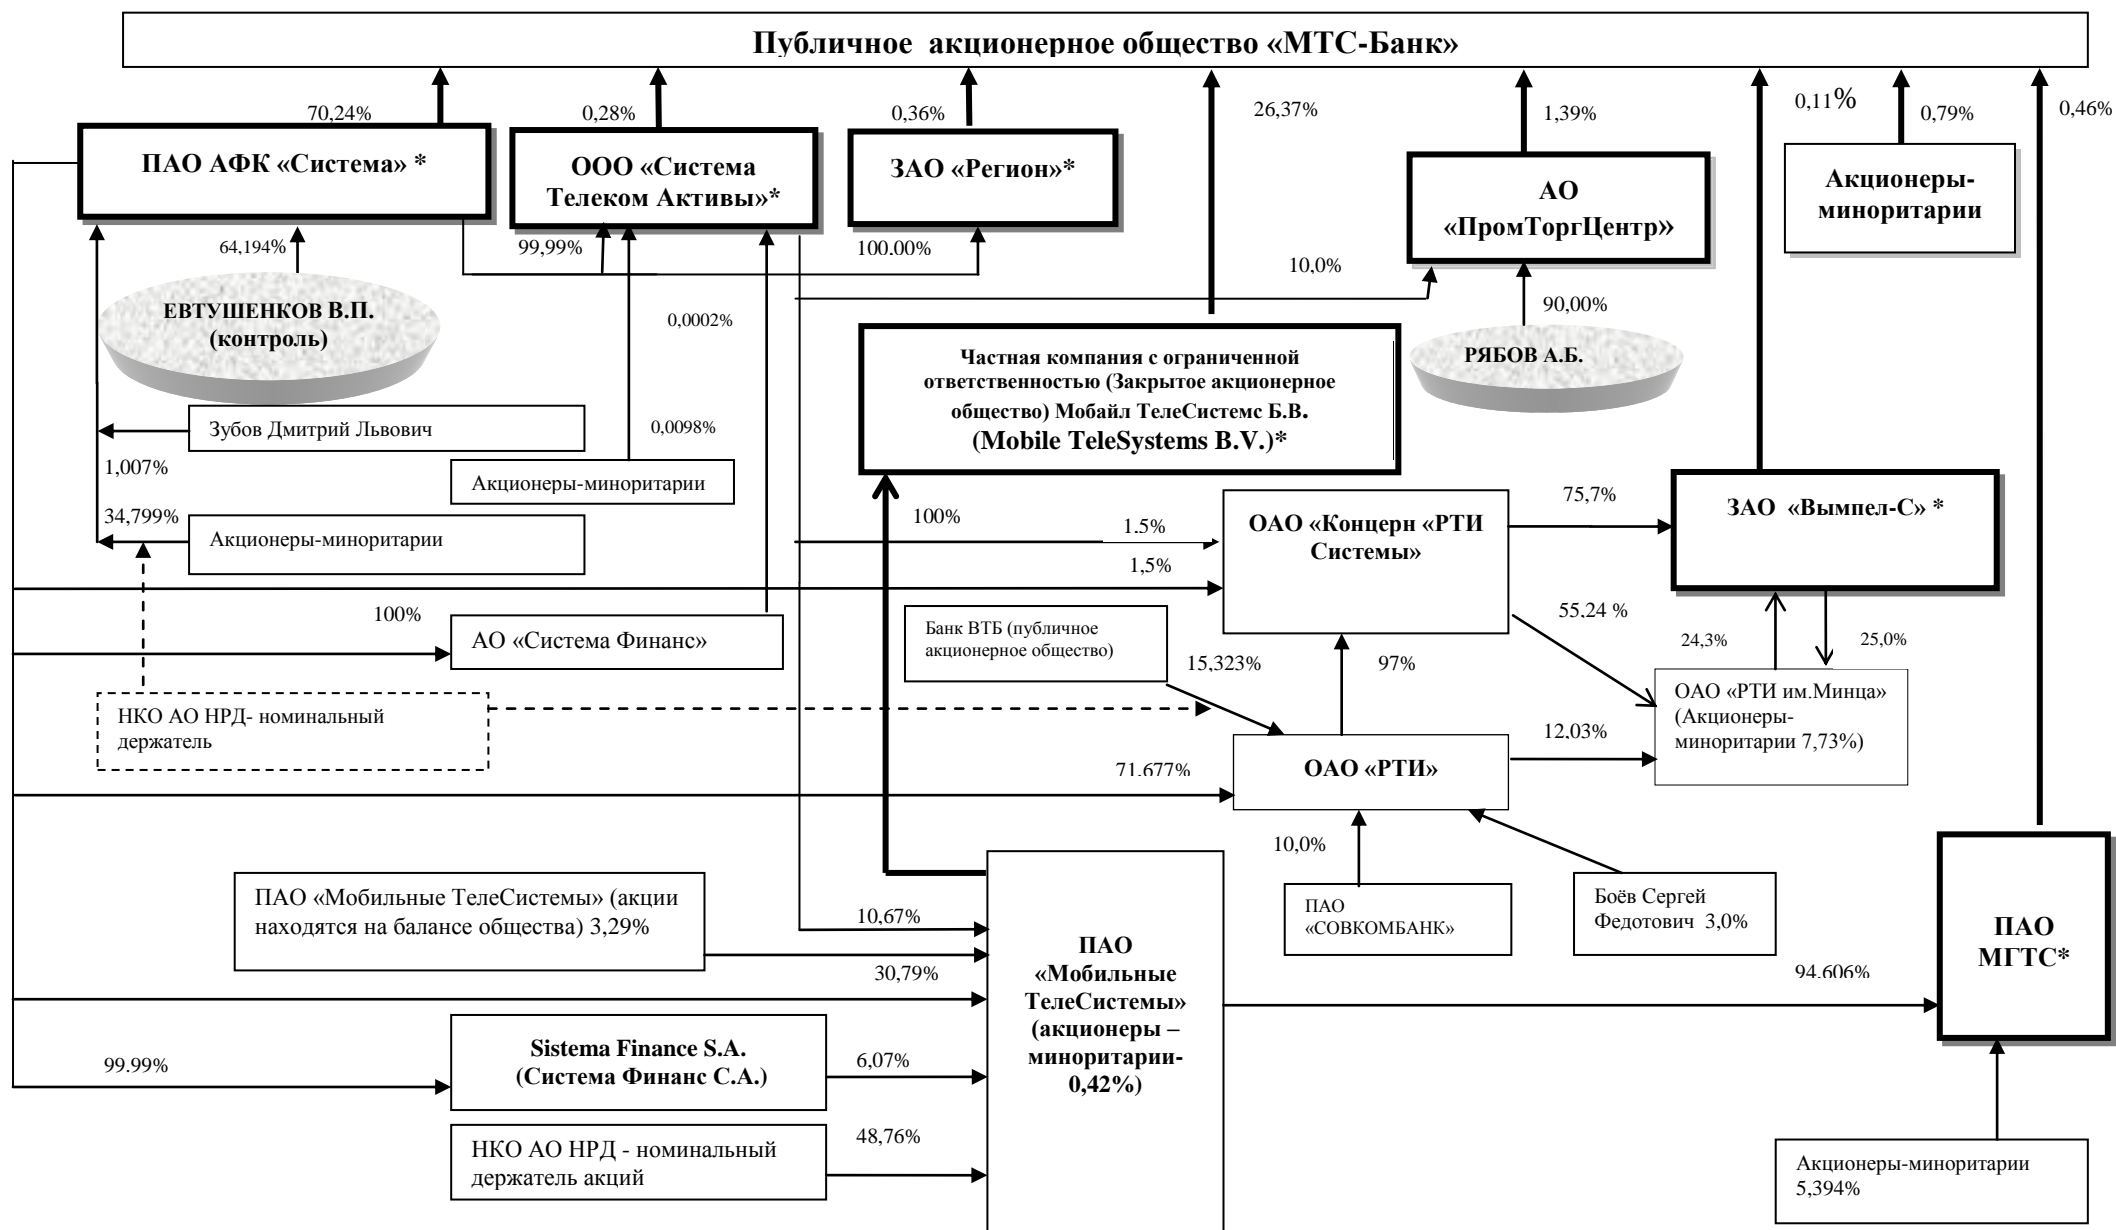 Публичное акционерное общество «МТС-Банк»
70,24%
0,28%
0,36%
26,37%
1,39%
0,11%
0,79%
0,46%
ПАО АФК «Система» *
ООО «Система
Телеком Активы»*
ЗАО «Регион»*
АО
«ПромТоргЦентр»
Акционеры-
миноритарии
64,194%
99,99%
100.00%
10,0%
90,00%
ЕВТУШЕНКОВ В.П.
(контроль)
0,0002%
Частная компания с ограниченной
ответственностью (Закрытое акционерное
общество) Мобайл ТелеСистемс Б.В.
(Mobile TeleSystems B.V.)*
РЯБОВ А.Б.
Зубов Дмитрий Львович
0,0098%
1,007%
Акционеры-миноритарии
34,799%
Акционеры-миноритарии
100%
1.5%
1,5%
ОАО «Концерн «РТИ
Системы»
75,7%
ЗАО «Вымпел-С» *
100%
АО «Система Финанс»
Банк ВТБ (публичное
акционерное общество)
15,323%
97%
55,24 %
24,3%
25,0%
НКО АО НРД- номинальный
держатель
ОАО «РТИ им.Минца»
(Акционеры-
миноритарии 7,73%)
12,03%
71.677%
ОАО «РТИ»
10,0%
ПАО
«СОВКОМБАНК»
Боёв Сергей
Федотович 3,0%
ПАО «Мобильные ТелеСистемы» (акции
находятся на балансе общества) 3,29%
10,67%
30,79%
ПАО
«Мобильные
ТелеСистемы»
(акционеры –
миноритарии-
0,42%)
94.606%
ПАО
МГТС*
99.99%
Sistema Finance S.A.
(Система Финанс С.А.)
6,07%
НКО АО НРД - номинальный
держатель акций
48,76%
Акционеры-миноритарии
5,394%